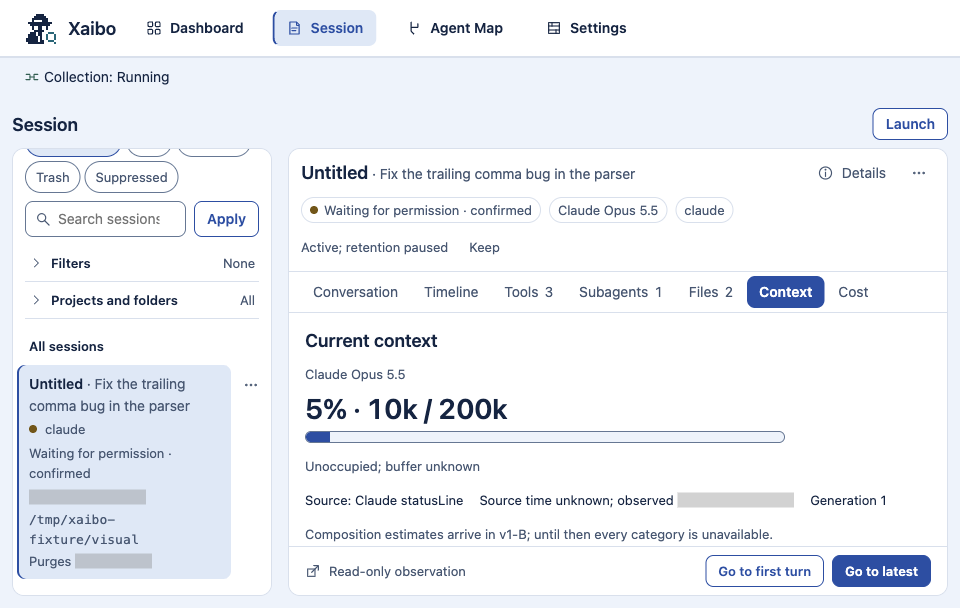 Xaibo
Dashboard
Session
Agent Map
Settings
Collection: Running
Session
Launch
Trash
Suppressed
Search sessions
Apply
Filters
None
Projects and folders
All
All sessions
Untitled · Fix the trailing
comma bug in the parser
claude
Waiting for permission ·
confirmed
/tmp/xaibo-
fixture/visual
Purges
Untitled · Fix the trailing comma bug in the parser
Details
Waiting for permission · confirmed
Claude Opus 5.5
claude
Active; retention paused
Keep
Conversation
Timeline
Tools 3
Subagents 1
Files 2
Context
Cost
Current context
Claude Opus 5.5
5% · 10k / 200k
Unoccupied; buffer unknown
Source: Claude statusLine
Source time unknown; observed
Generation 1
Composition estimates arrive in v1-B; until then every category is unavailable.
Read-only observation
Go to first turn
Go to latest